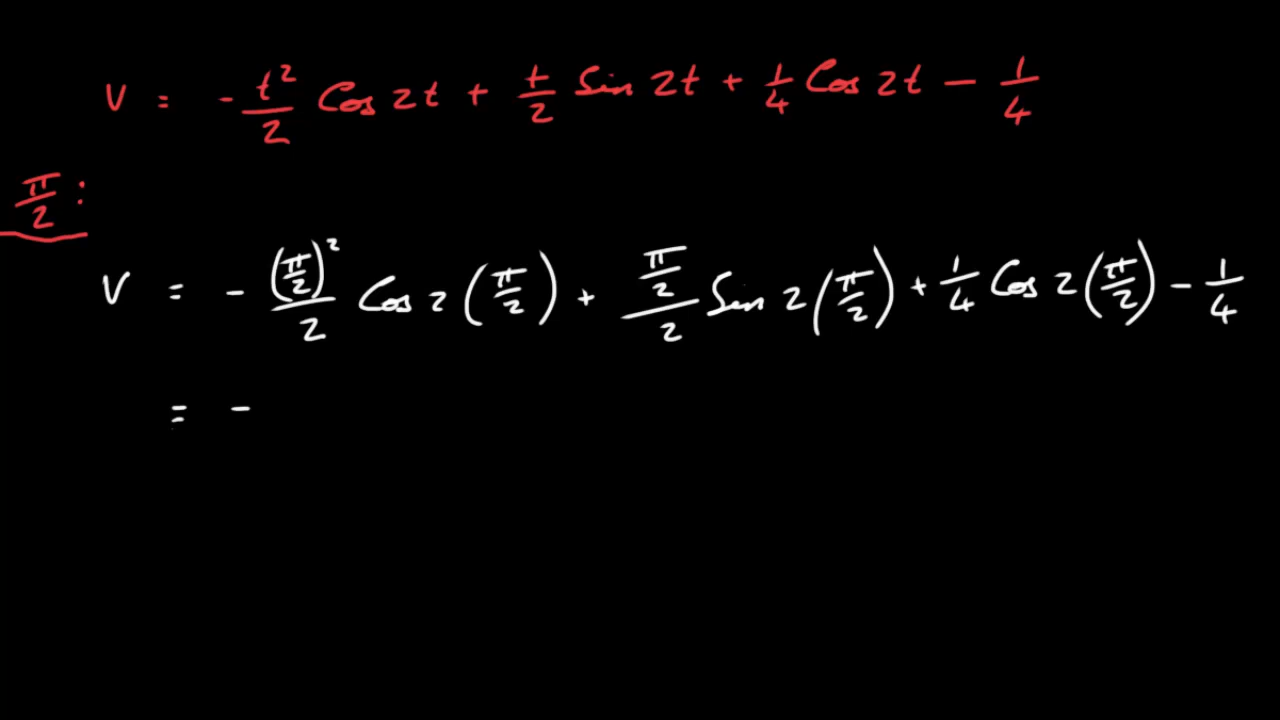 V = - t²/2 Cos 2t + t/2 Sin 2t + 1/4 Cos 2t - 1/4
π/2 :
V = - (π/2)²/2 Cos 2(π/2) + π/2/2 Sin 2(π/2) + 1/4 Cos 2(π/2) - 1/4
= -